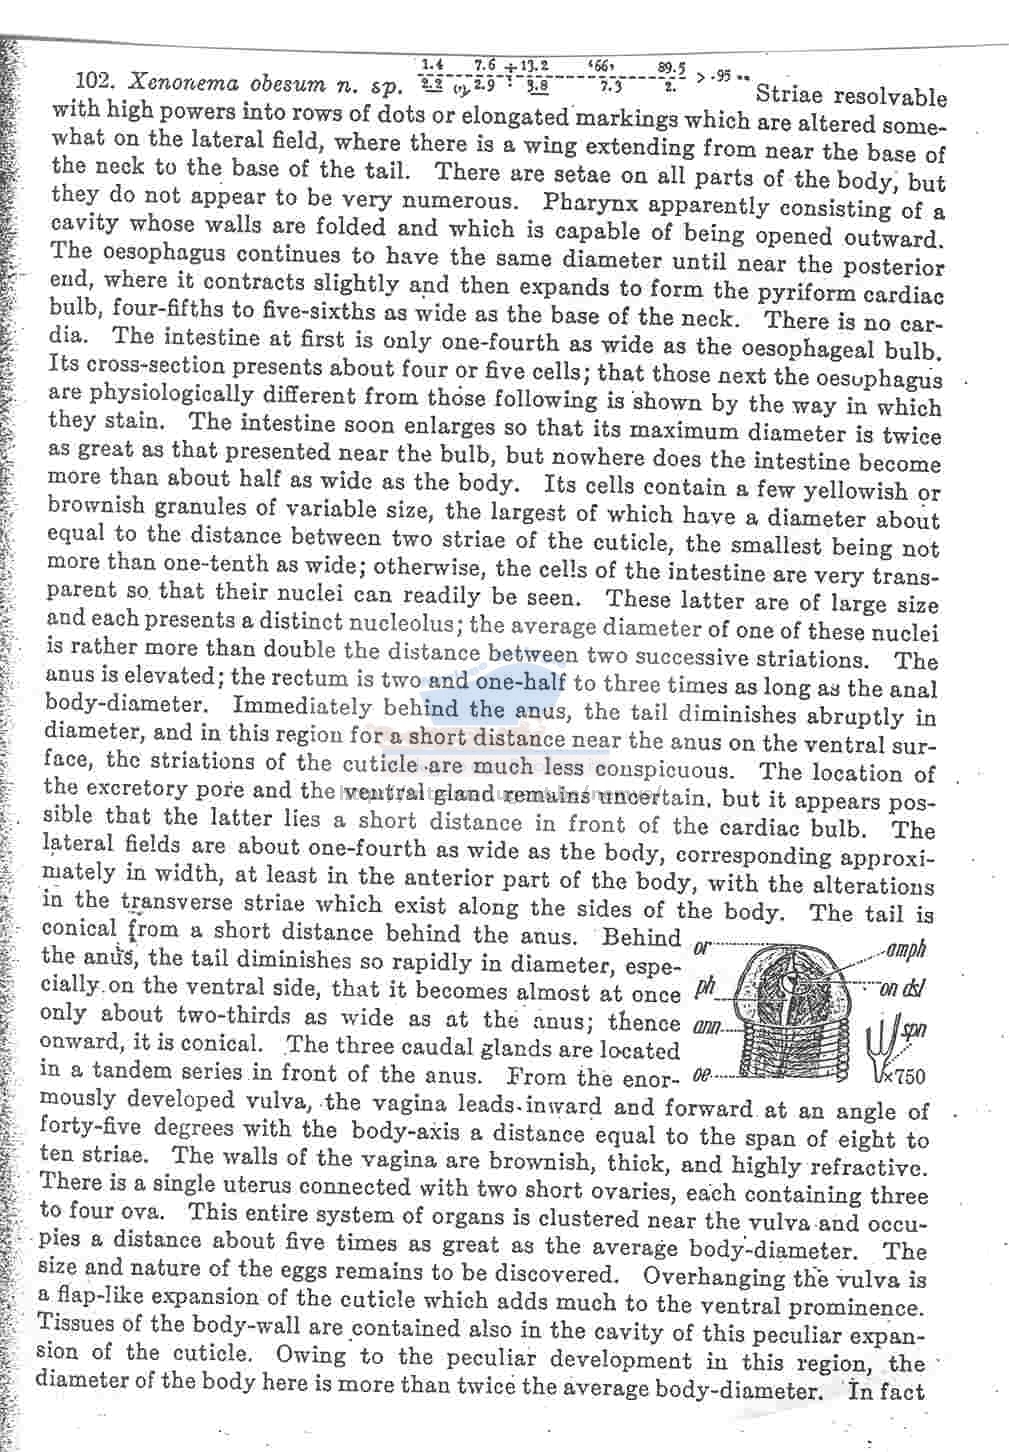 1.4 7.6 + 13.2 '66' 89.5
102. Xenonema obesum n. sp. 2.2 2.9 3.8 7.3 2. > .95 mm Striae resolvable
with high powers into rows of dots or elongated markings which are altered some-
what on the lateral field, where there is a wing extending from near the base of
the neck to the base of the tail. There are setae on all parts of the body, but
they do not appear to be very numerous. Pharynx apparently consisting of a
cavity whose walls are folded and which is capable of being opened outward.
The oesophagus continues to have the same diameter until near the posterior
end, where it contracts slightly and then expands to form the pyriform cardiac
bulb, four-fifths to five-sixths as wide as the base of the neck. There is no car-
dia. The intestine at first is only one-fourth as wide as the oesophageal bulb.
Its cross-section presents about four or five cells; that those next the oesophagus
are physiologically different from those following is shown by the way in which
they stain. The intestine soon enlarges so that its maximum diameter is twice
as great as that presented near the bulb, but nowhere does the intestine become
more than about half as wide as the body. Its cells contain a few yellowish or
brownish granules of variable size, the largest of which have a diameter about
equal to the distance between two striae of the cuticle, the smallest being not
more than one-tenth as wide; otherwise, the cells of the intestine are very trans-
parent so that their nuclei can readily be seen. These latter are of large size
and each presents a distinct nucleolus; the average diameter of one of these nuclei
is rather more than double the distance between two successive striations. The
anus is elevated; the rectum is two and one-half to three times as long as the anal
body-diameter. Immediately behind the anus, the tail diminishes abruptly in
diameter, and in this region for a short distance near the anus on the ventral sur-
face, the striations of the cuticle are much less conspicuous. The location of
the excretory pore and the ventral gland remains uncertain, but it appears pos-
sible that the latter lies a short distance in front of the cardiac bulb. The
lateral fields are about one-fourth as wide as the body, corresponding approxi-
mately in width, at least in the anterior part of the body, with the alterations
in the transverse striae which exist along the sides of the body. The tail is
conical from a short distance behind the anus. Behind
the anus, the tail diminishes so rapidly in diameter, espe-
cially on the ventral side, that it becomes almost at once
only about two-thirds as wide as at the anus; thence
onward, it is conical. The three caudal glands are located
in a tandem series in front of the anus. From the enor-
or amph
ph on dsl
ann spn
oe ×750
mously developed vulva, the vagina leads inward and forward at an angle of
forty-five degrees with the body-axis a distance equal to the span of eight to
ten striae. The walls of the vagina are brownish, thick, and highly refractive.
There is a single uterus connected with two short ovaries, each containing three
to four ova. This entire system of organs is clustered near the vulva and occu-
pies a distance about five times as great as the average body-diameter. The
size and nature of the eggs remains to be discovered. Overhanging the vulva is
a flap-like expansion of the cuticle which adds much to the ventral prominence.
Tissues of the body-wall are contained also in the cavity of this peculiar expan-
sion of the cuticle. Owing to the peculiar development in this region, the
diameter of the body here is more than twice the average body-diameter. In fact